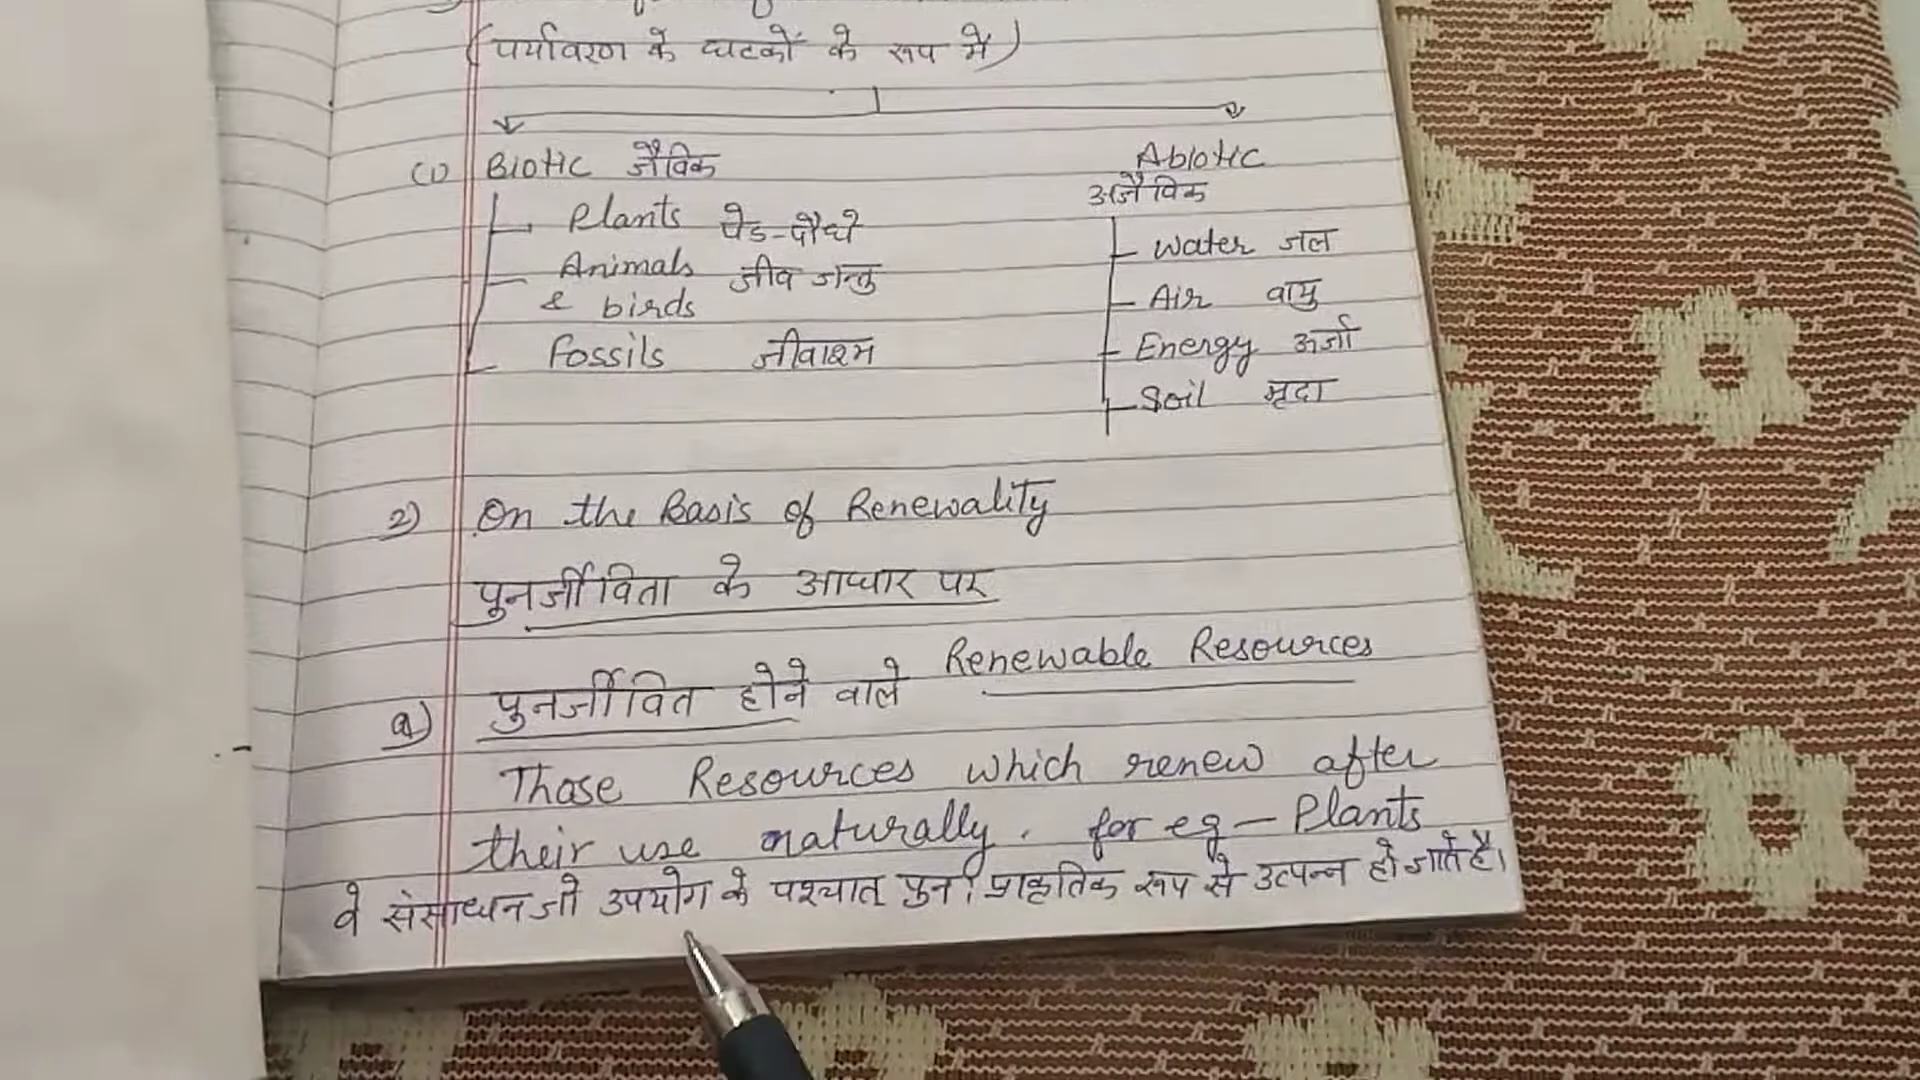 (पर्यावरण के घटकों के रूप में)
(1) Biotic जैविक
Abiotic
अजैविक
Plants पेड-पौधे
Animals जीव जन्तु
& birds
Fossils जीवाश्म
Water जल
Air वायु
Energy ऊर्जा
Soil मृदा
2) On the Basis of Renewality
पुनर्जीविता के आधार पर
a) पुनर्जीवित होने वाले Renewable Resources
Those Resources which renew after
their use naturally. for eg - Plants
वे संसाधन जो उपयोग के पश्चात् पुनः प्राकृतिक रूप से उत्पन्न हो जाते है।